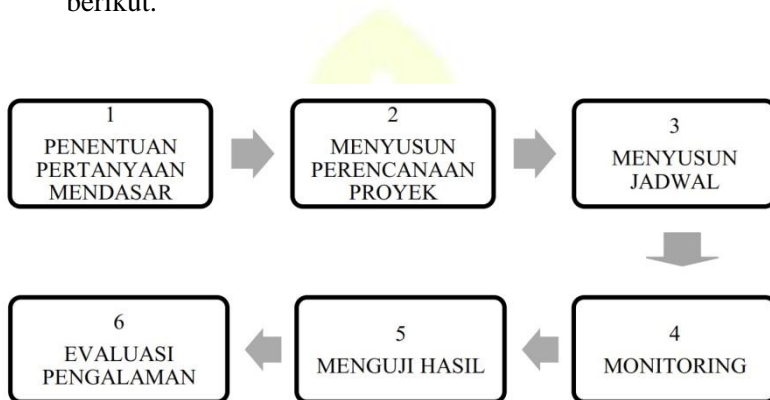 berikut.
1
PENENTUAN
PERTANYAAN
MENDASAR
2
MENYUSUN
PERENCANAAN
PROYEK
3
MENYUSUN
JADWAL
4
MONITORING
5
MENGUJI HASIL
6
EVALUASI
PENGALAMAN